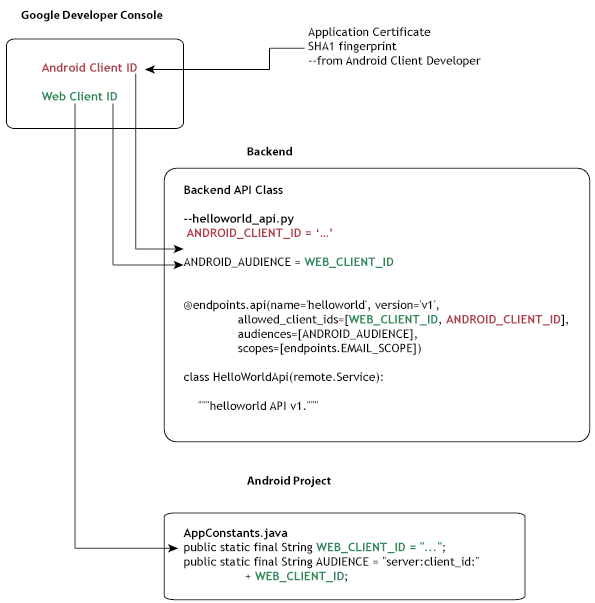 Google Developer Console
Application Certificate
SHA1 fingerprint
--from Android Client Developer
Android Client ID
Web Client ID
Backend
Backend API Class
--helloworld_api.py
ANDROID_CLIENT_ID = ‘...’
ANDROID_AUDIENCE = WEB_CLIENT_ID
@endpoints.api(name='helloworld', version='v1',
allowed_client_ids=[WEB_CLIENT_ID, ANDROID_CLIENT_ID],
audiences=[ANDROID_AUDIENCE],
scopes=[endpoints.EMAIL_SCOPE])
class HelloWorldApi(remote.Service):
"""helloworld API v1."""
Android Project
AppConstants.java
public static final String WEB_CLIENT_ID = "...";
public static final String AUDIENCE = "server:client_id:"
+ WEB_CLIENT_ID;